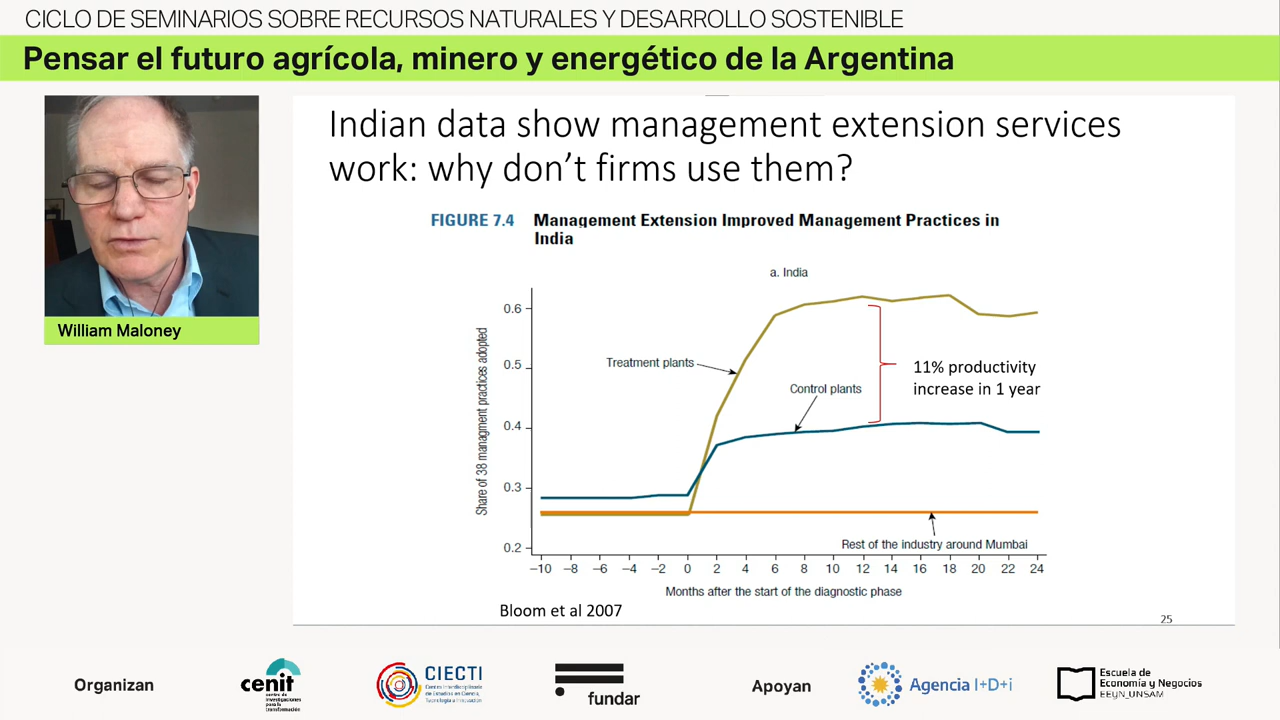 CICLO DE SEMINARIOS SOBRE RECURSOS NATURALES Y DESARROLLO SOSTENIBLE
Pensar el futuro agrícola, minero y energético de la Argentina
William Maloney
Indian data show management extension services
work: why don't firms use them?
FIGURE 7.4 Management Extension Improved Management Practices in
India
a. India
Share of 38 managment practices adopted
0.6
0.5
0.4
0.3
0.2
Treatment plants
Control plants
11% productivity
increase in 1 year
Rest of the industry around Mumbai
−10 −8 −6 −4 −2 0 2 4 6 8 10 12 14 16 18 20 22 24
Months after the start of the diagnostic phase
Bloom et al 2007
25
Organizan
cenit
centro de
investigaciones
para la
transformación
CIECTI
Centro Interdisciplinario
de Estudios en Ciencia,
Tecnología e Innovación
fundar
Apoyan
Agencia I+D+i
Escuela de
Economía y Negocios
EEyN_UNSAM